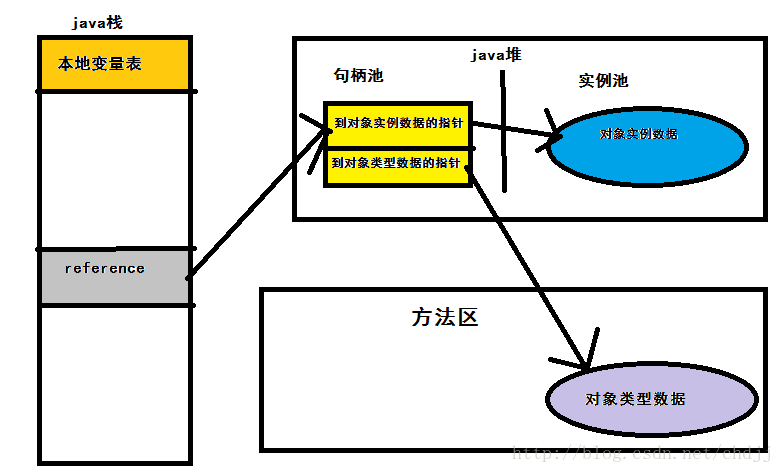 java栈
本地变量表
reference
java堆
句柄池
实例池
到对象实例数据的指针
到对象类型数据的指针
对象实例数据
方法区
对象类型数据
http://blog.csdn.net/chdjj